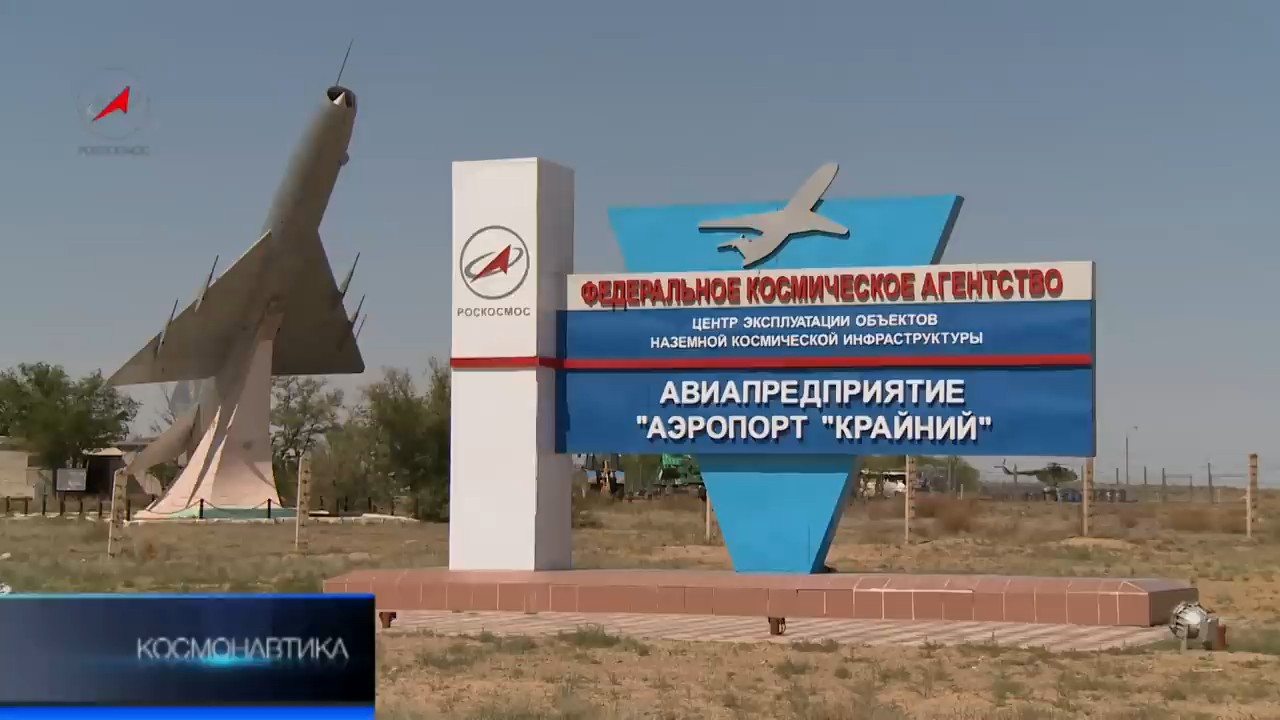 РОСКОСМОС
РОСКОСМОС
ФЕДЕРАЛЬНОЕ КОСМИЧЕСКОЕ АГЕНТСТВО
ЦЕНТР ЭКСПЛУАТАЦИИ ОБЪЕКТОВ
НАЗЕМНОЙ КОСМИЧЕСКОЙ ИНФРАСТРУКТУРЫ
АВИАПРЕДПРИЯТИЕ
"АЭРОПОРТ "КРАЙНИЙ"
КОСМОНАВТИКА